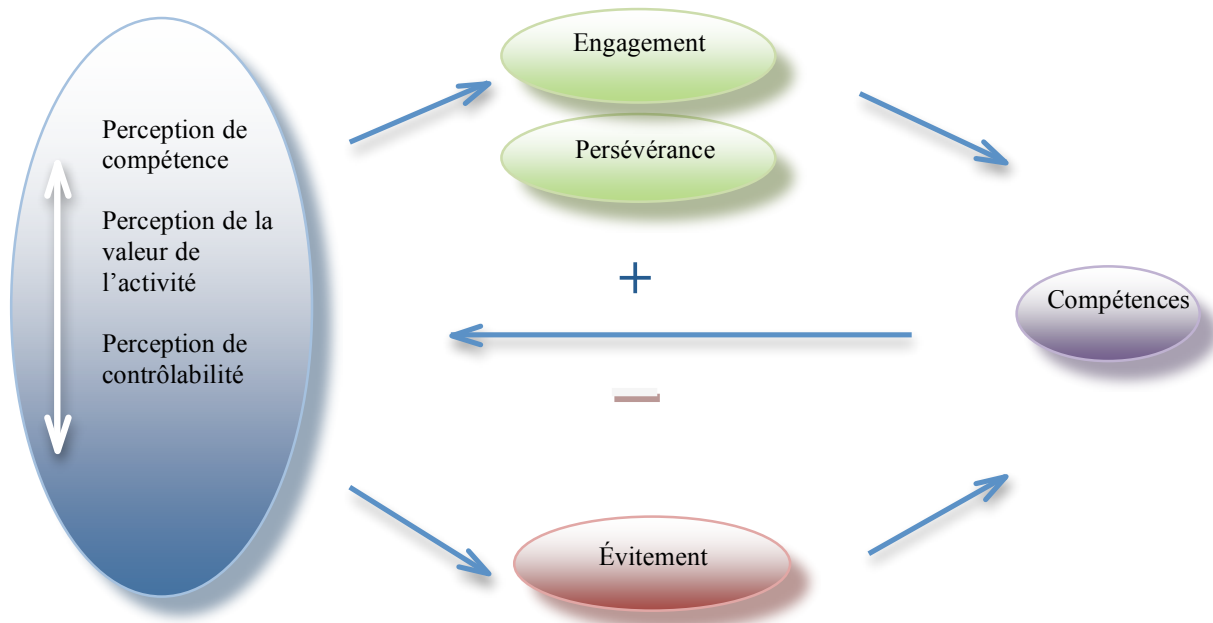 Perception de
compétence
Perception de la
valeur de
l’activité
Perception de
contrôlabilité
Engagement
Persévérance
+
Compétences
Évitement